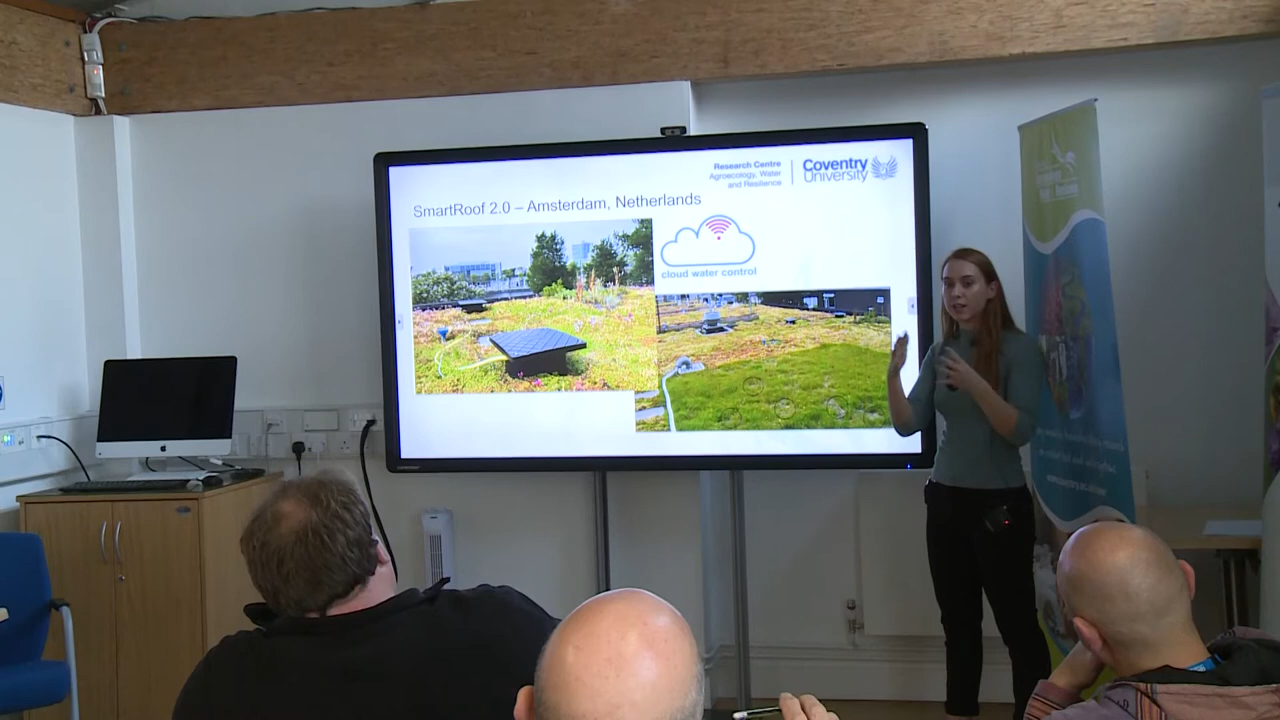 Research Centre
Agroecology, Water
and Resilience
Coventry
University
SmartRoof 2.0 – Amsterdam, Netherlands
cloud water control